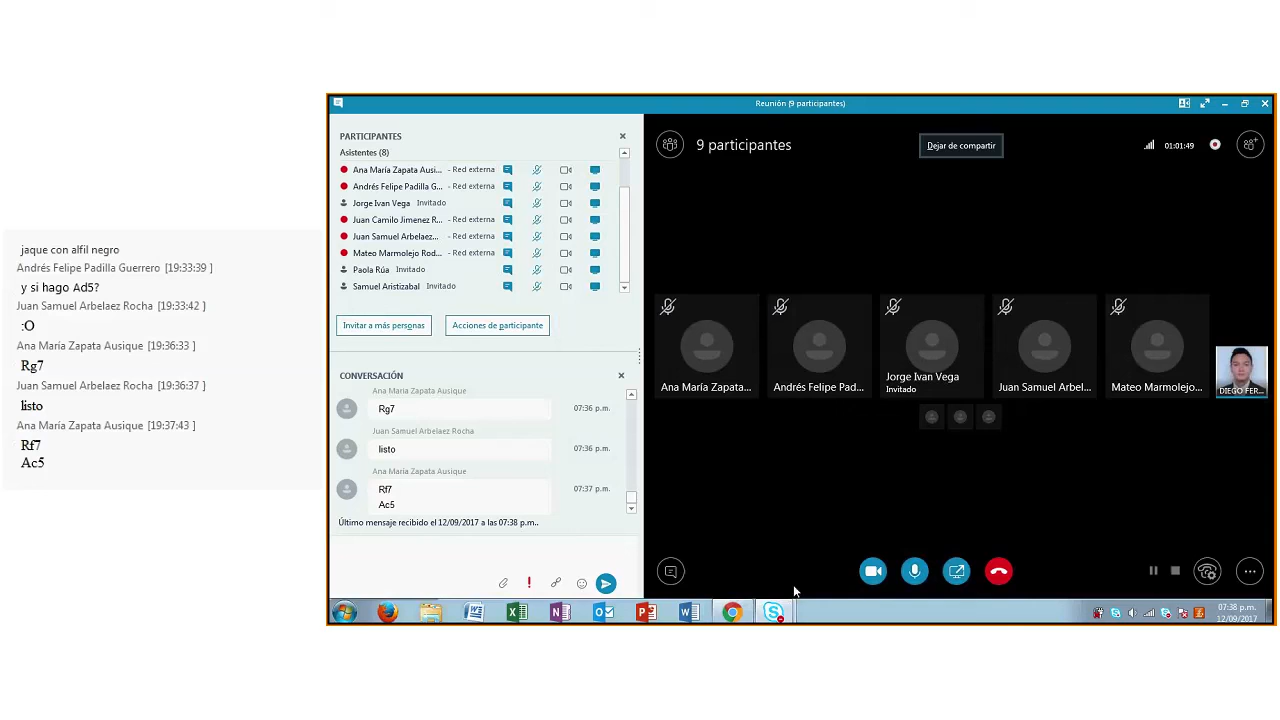 jaque con alfil negro
Andrés Felipe Padilla Guerrero [19:33:39 ]
y si hago Ad5?
Juan Samuel Arbelaez Rocha [19:33:42 ]
:O
Ana María Zapata Ausique [19:36:33 ]
Rg7
Juan Samuel Arbelaez Rocha [19:36:37 ]
listo
Ana María Zapata Ausique [19:37:43 ]
Rf7
Ac5
Reunión (9 participantes)
PARTICIPANTES
Asistentes (8)
Ana María Zapata Ausi... - Red externa
Andrés Felipe Padilla G... - Red externa
Jorge Ivan Vega Invitado
Juan Camilo Jimenez R... - Red externa
Juan Samuel Arbelaez... - Red externa
Mateo Marmolejo Rod... - Red externa
Paola Rúa Invitado
Samuel Aristizabal Invitado
Invitar a más personas
Acciones de participante
CONVERSACIÓN
Ana María Zapata Ausique
Rg7 07:36 p.m.
Juan Samuel Arbelaez Rocha
listo 07:36 p.m.
Ana María Zapata Ausique
Rf7 07:37 p.m.
Ac5
Último mensaje recibido el 12/09/2017 a las 07:38 p.m..
9 participantes
Dejar de compartir
01:01:49
Ana María Zapata...
Andrés Felipe Pad...
Jorge Ivan Vega
Invitado
Juan Samuel Arbel...
Mateo Marmolejo...
DIEGO FER...
07:38 p.m.
12/09/2017